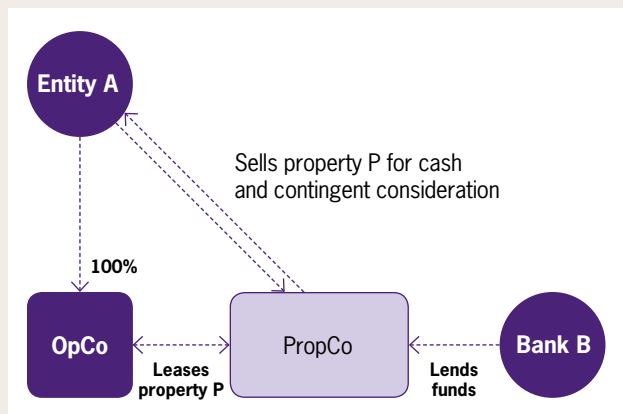 Entity A
Sells property P for cash
and contingent consideration
100%
OpCo
Leases
property P
PropCo
Lends
funds
Bank B